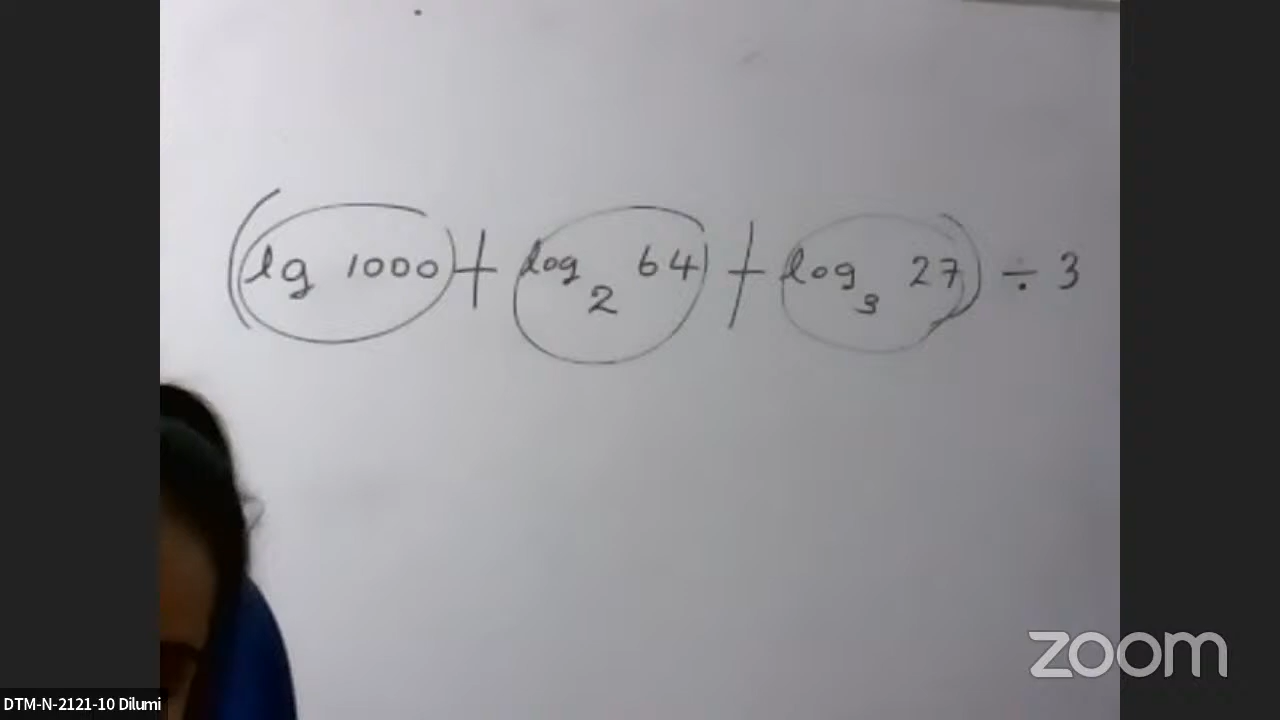 (lg 1000 + log₂ 64 + log₃ 27) ÷ 3
zoom
DTM-N-2121-10 Dilumi